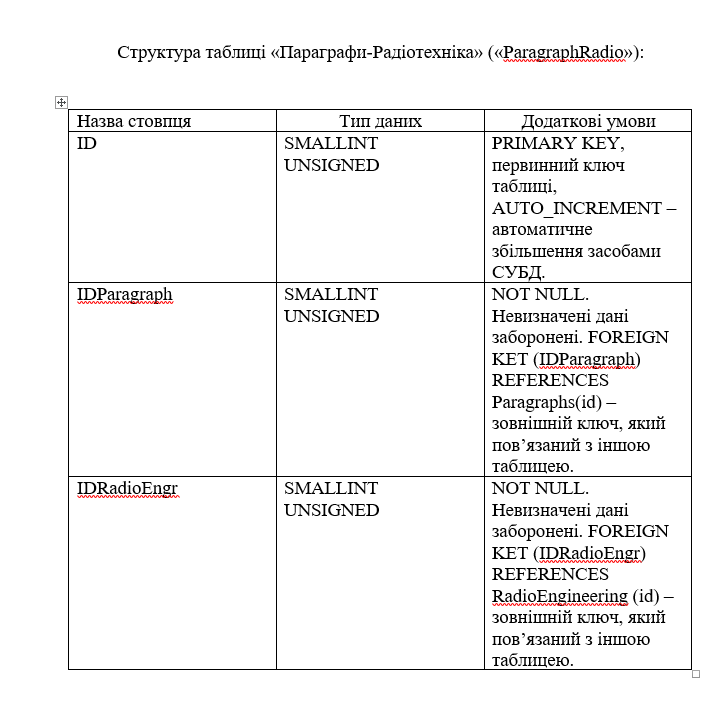 Структура таблиці «Параграфи-Радіотехніка» («ParagraphRadio»):
Назва стовпця
Тип даних
Додаткові умови
ID
SMALLINT
UNSIGNED
PRIMARY KEY,
первинний ключ
таблиці,
AUTO_INCREMENT –
автоматичне
збільшення засобами
СУБД.
IDParagraph
SMALLINT
UNSIGNED
NOT NULL.
Невизначені дані
заборонені. FOREIGN
KET (IDParagraph)
REFERENCES
Paragraphs(id) –
зовнішній ключ, який
пов’язаний з іншою
таблицею.
IDRadioEngr
SMALLINT
UNSIGNED
NOT NULL.
Невизначені дані
заборонені. FOREIGN
KET (IDRadioEngr)
REFERENCES
RadioEngineering (id) –
зовнішній ключ, який
пов’язаний з іншою
таблицею.